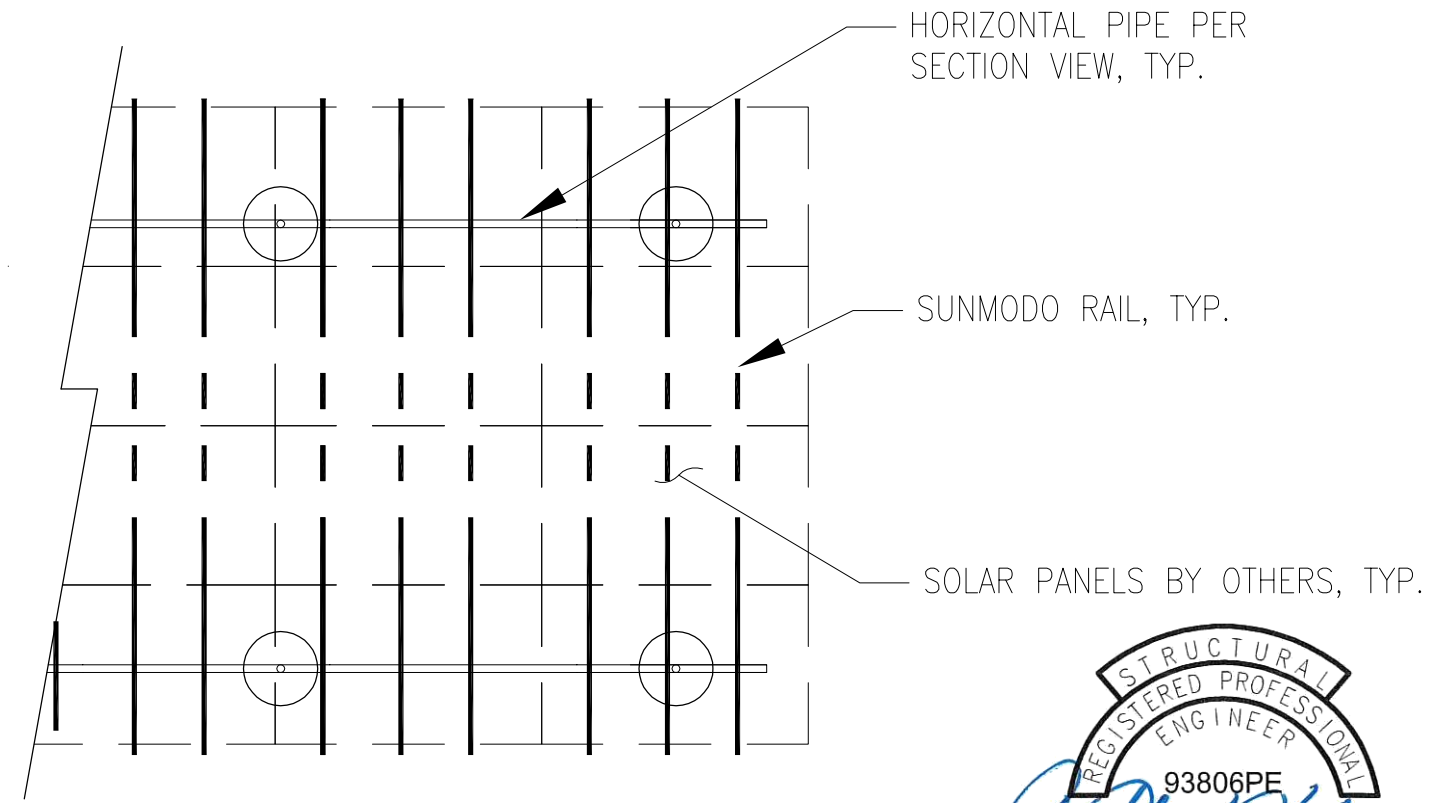 HORIZONTAL PIPE PER
SECTION VIEW, TYP.
SUNMODO RAIL, TYP.
SOLAR PANELS BY OTHERS, TYP.
STRUCTURAL
REGISTERED PROFESSIONAL
ENGINEER
93806PE